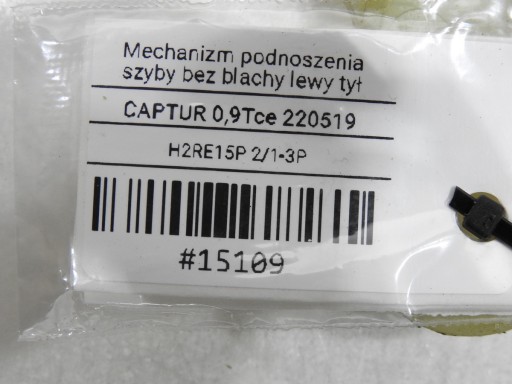 Mechanizm podnoszenia
szyby bez blachy lewy tył
CAPTUR 0,9Tce 220519
H2RE15P 2/1-3P
#15109